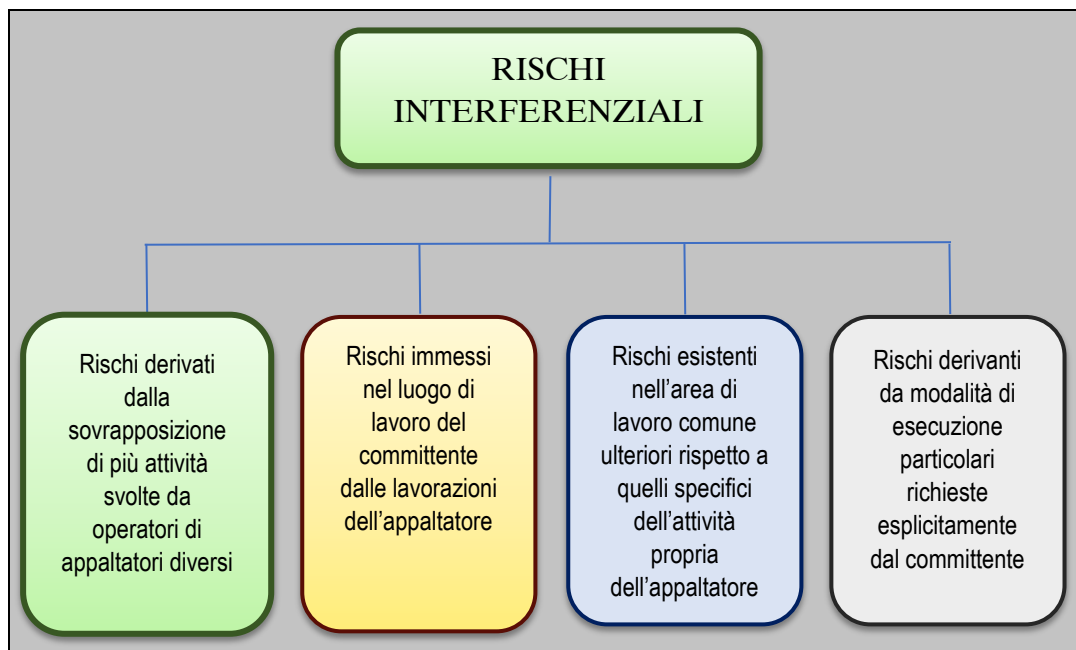 RISCHI
INTERFERENZIALI
Rischi derivati
dalla
sovrapposizione
di più attività
svolte da
operatori di
appaltatori diversi
Rischi immessi
nel luogo di
lavoro del
committente
dalle lavorazioni
dell’appaltatore
Rischi esistenti
nell’area di
lavoro comune
ulteriori rispetto a
quelli specifici
dell’attività
propria
dell’appaltatore
Rischi derivanti
da modalità di
esecuzione
particolari
richieste
esplicitamente
dal committente